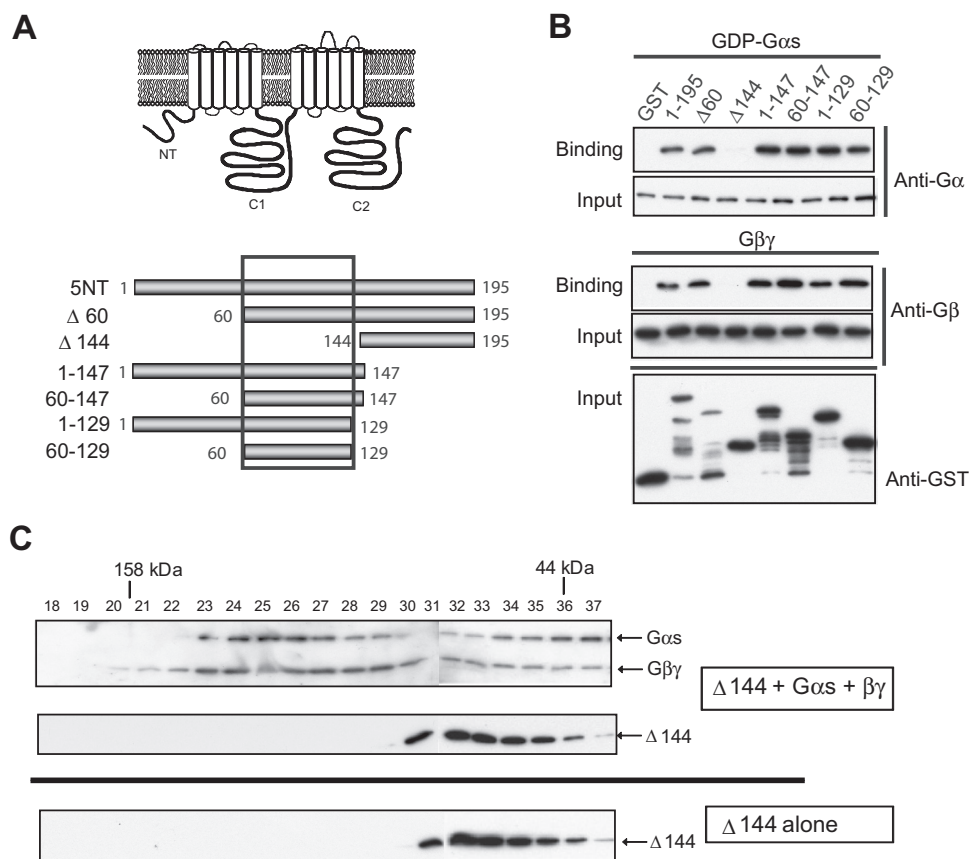 A
NT
C1
C2
5NT 1 195
Δ 60 60 195
Δ 144 144 195
1-147 1 147
60-147 60 147
1-129 1 129
60-129 60 129
B
GDP-Gαs
GST 1-195 Δ60 Δ144 1-147 60-147 1-129 60-129
Binding
Input
Anti-Gα
Gβγ
Binding
Input
Anti-Gβ
Input
Anti-GST
C
158 kDa 44 kDa
18 19 20 21 22 23 24 25 26 27 28 29 30 31 32 33 34 35 36 37
Gαs
Gβγ
Δ144 + Gαs + βγ
Δ 144
Δ 144
Δ 144 alone